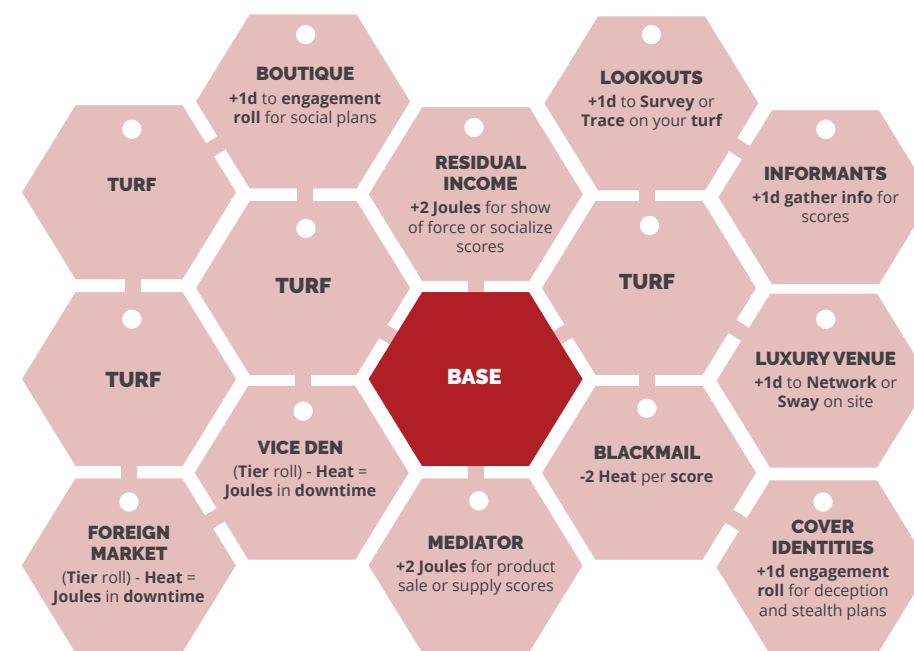 BOUTIQUE
+1d to engagement
roll for social plans
LOOKOUTS
+1d to Survey or
Trace on your turf
TURF
RESIDUAL
INCOME
+2 Joules for show
of force or socialize
scores
INFORMANTS
+1d gather info for
scores
TURF
TURF
TURF
BASE
LUXURY VENUE
+1d to Network or
Sway on site
VICE DEN
(Tier roll) - Heat =
Joules in downtime
BLACKMAIL
-2 Heat per score
FOREIGN
MARKET
(Tier roll) - Heat =
Joules in downtime
MEDIATOR
+2 Joules for product
sale or supply scores
COVER
IDENTITIES
+1d engagement
roll for deception
and stealth plans